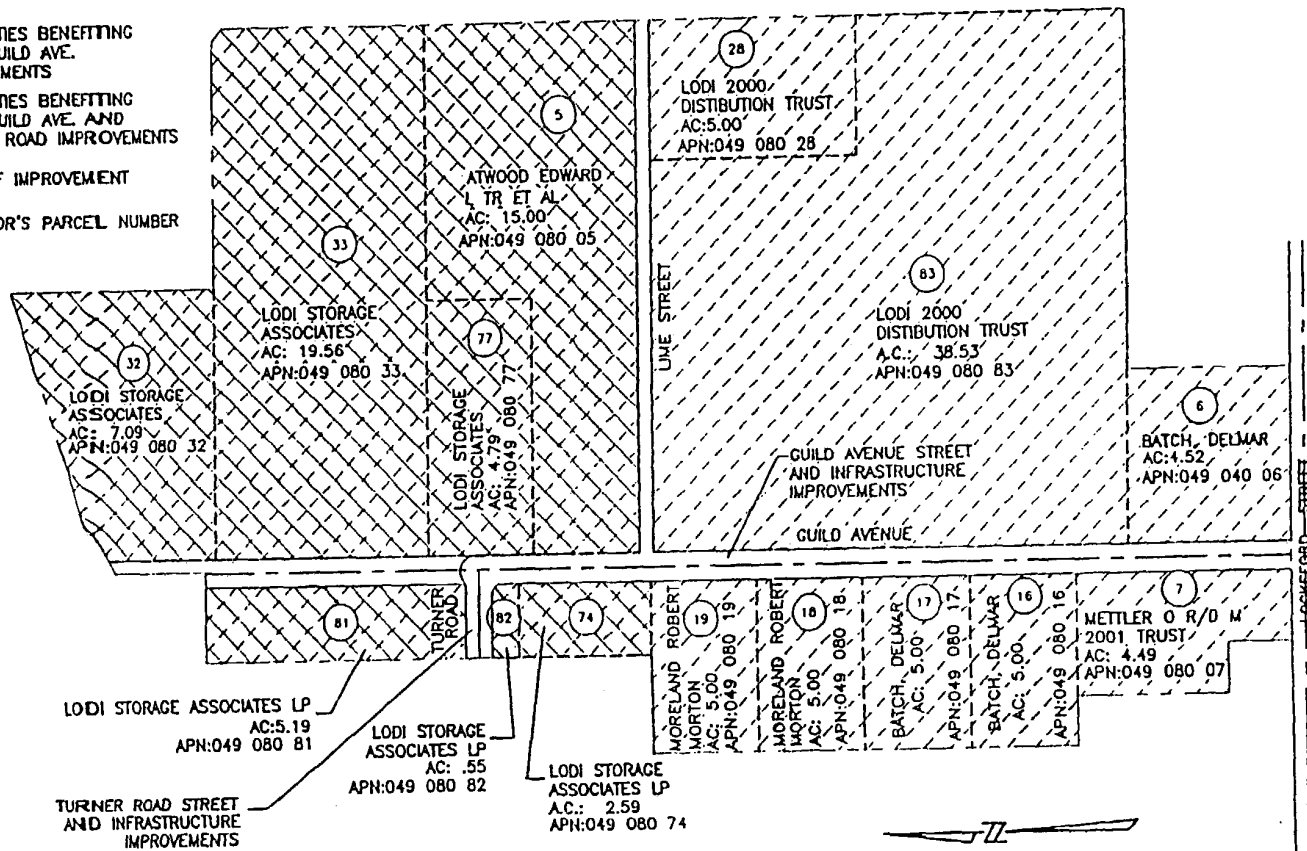 TIES BENEFITTING
UILD AVE.
MENTS
TIES BENEFITTING
UILD AVE. AND
ROAD IMPROVEMENTS
F IMPROVEMENT
OR'S PARCEL NUMBER
28
LODI 2000
DISTIBUTION TRUST
AC:5.00
APN:049 080 28
5
ATWOOD EDWARD
L TR ET AL
AC: 15.00
APN:049 080 05
33
LODI STORAGE
ASSOCIATES
AC: 19.56
APN:049 080 33
77
LODI STORAGE
ASSOCIATES
AC: 4.79
APN:049 080 77
32
LODI STORAGE
ASSOCIATES
AC: 7.09
APN:049 080 32
LIME STREET
83
LODI 2000
DISTIBUTION TRUST
A.C.: 38.53
APN:049 080 83
6
BATCH, DELMAR
AC:4.52
APN:049 040 06
GUILD AVENUE STREET
AND INFRASTRUCTURE
IMPROVEMENTS
GUILD AVENUE
LOCKEFORD STREET
81
TURNER
ROAD
82
74
19
MORELAND ROBERT
MORTON
AC: 5.00
APN:049 080 19
18
MORELAND ROBERT
MORTON
AC: 5.00
APN:049 080 18
17
BATCH, DELMAR
AC: 5.00
APN:049 080 17
16
BATCH, DELMAR
AC: 5.00
APN:049 080 16
7
METTLER O R/D M
2001 TRUST
AC: 4.49
APN:049 080 07
LODI STORAGE ASSOCIATES LP
AC:5.19
APN:049 080 81
LODI STORAGE
ASSOCIATES LP
AC: .55
APN:049 080 82
LODI STORAGE
ASSOCIATES LP
A.C.: 2.59
APN:049 080 74
TURNER ROAD STREET
AND INFRASTRUCTURE
IMPROVEMENTS
Z